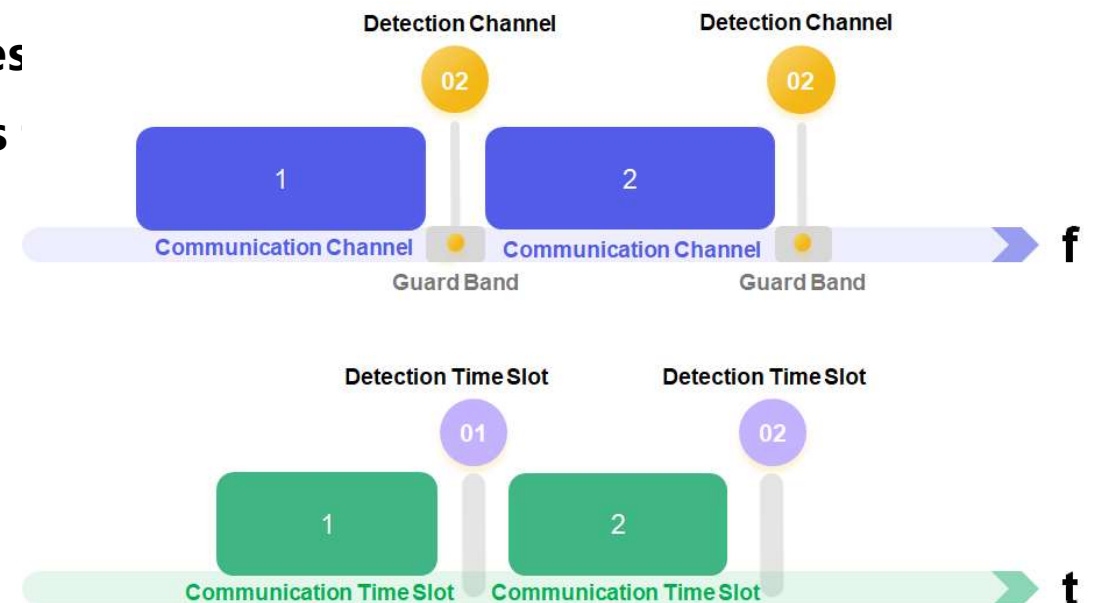 Detection Channel Detection Channel
es
02 02
s
1 2
Communication Channel Communication Channel
f
Guard Band Guard Band
Detection Time Slot Detection Time Slot
01 02
1 2
Communication Time Slot Communication Time Slot
t